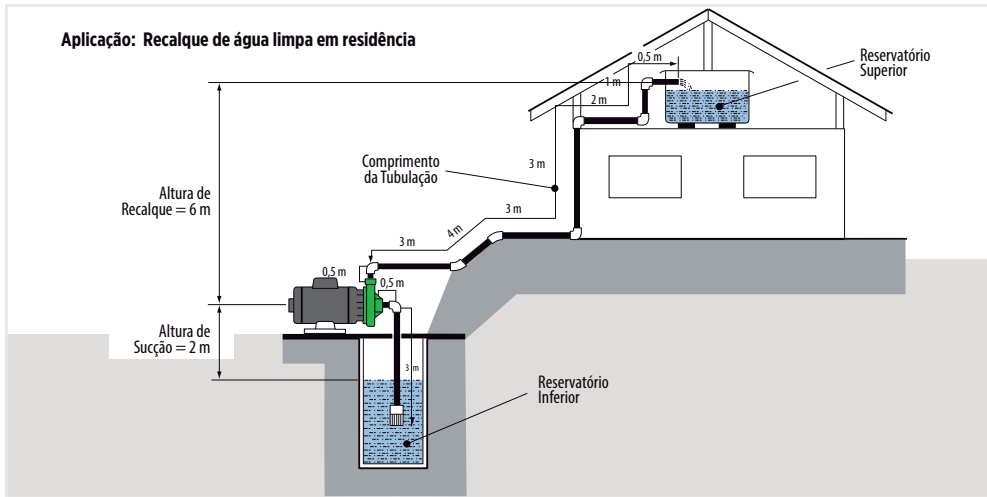 Aplicação: Recalque de água limpa em residência
0,5 m
Reservatório
Superior
1 m
2 m
Comprimento
da Tubulação
3 m
Altura de
Recalque = 6 m
3 m
4 m
3 m
0,5 m
0,5 m
Altura de
Sucção = 2 m
3 m
Reservatório
Inferior